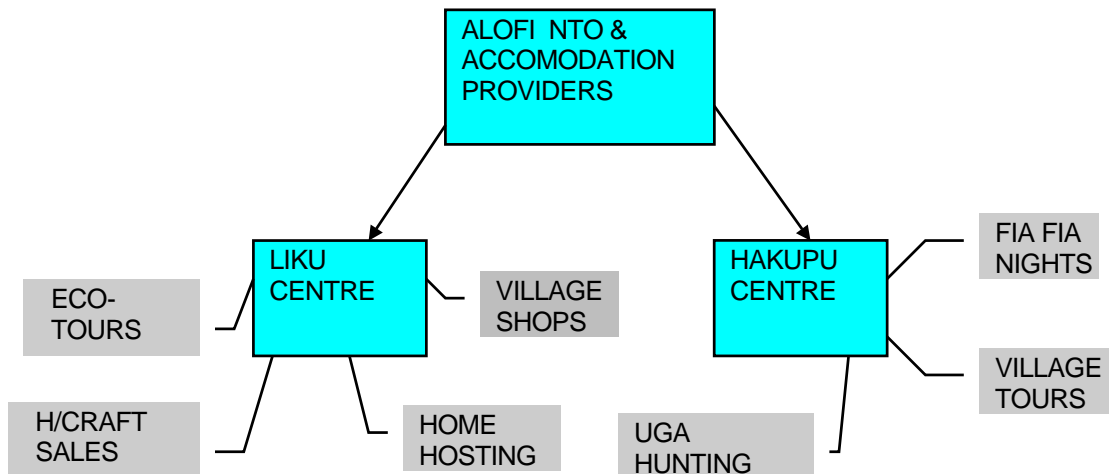 ALOFI NTO &
ACCOMODATION
PROVIDERS
LIKU
CENTRE
HAKUPU
CENTRE
FIA FIA
NIGHTS
ECO-
TOURS
VILLAGE
SHOPS
VILLAGE
TOURS
H/CRAFT
SALES
HOME
HOSTING
UGA
HUNTING